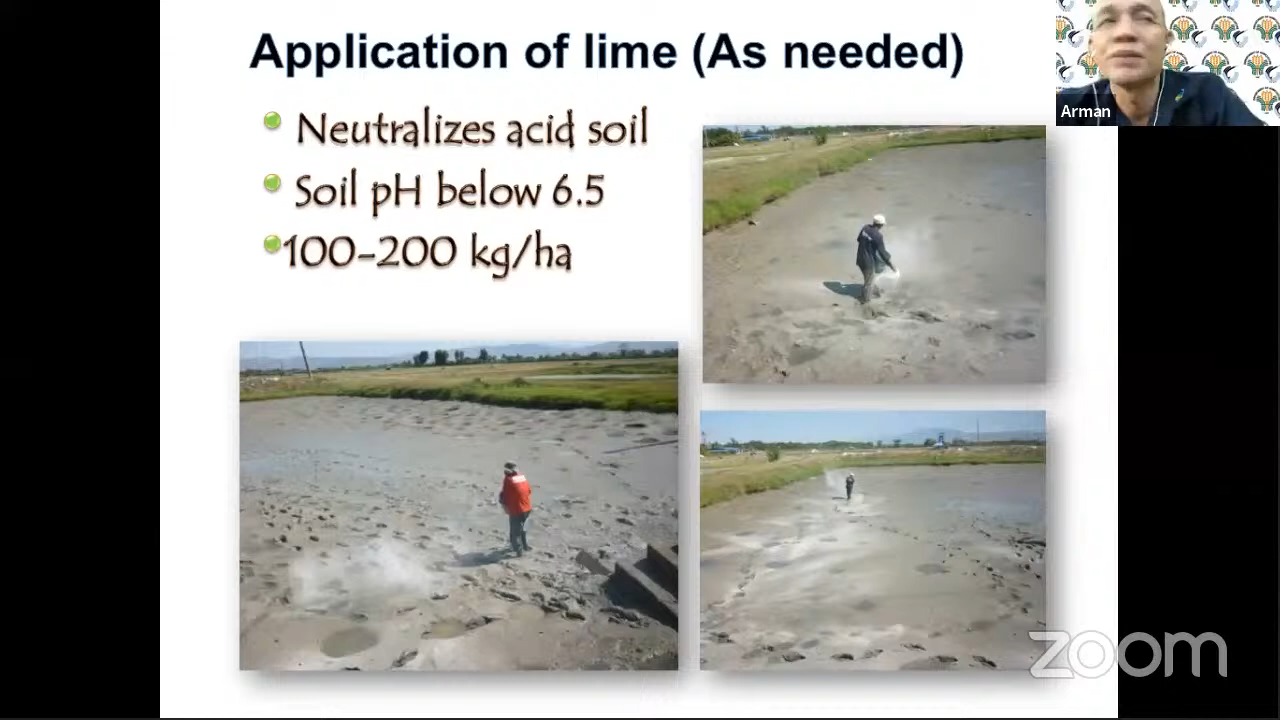 Application of lime (As needed)
Neutralizes acid soil
Soil pH below 6.5
100-200 kg/ha
Arman
zoom